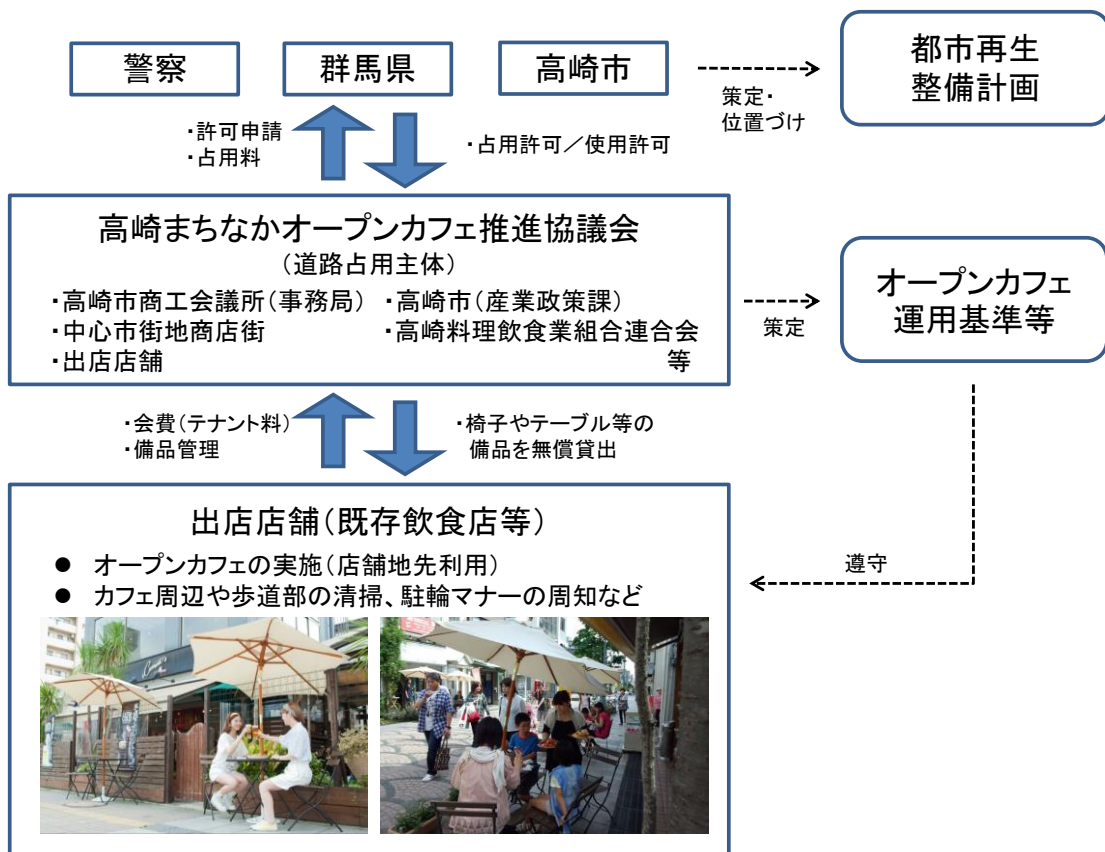 警察
群馬県
高崎市
都市再生
整備計画
策定・
位置づけ
・許可申請
・占用料
・占用許可／使用許可
高崎まちなかオープンカフェ推進協議会
（道路占用主体）
・高崎市商工会議所（事務局）
・高崎市（産業政策課）
・中心市街地商店街
・高崎料理飲食業組合連合会
・出店店舗
等
策定
オープンカフェ
運用基準等
・会費（テナント料）
・備品管理
・椅子やテーブル等の
備品を無償貸出
出店店舗（既存飲食店等）
● オープンカフェの実施（店舗地先利用）
● カフェ周辺や歩道部の清掃、駐輪マナーの周知など
遵守